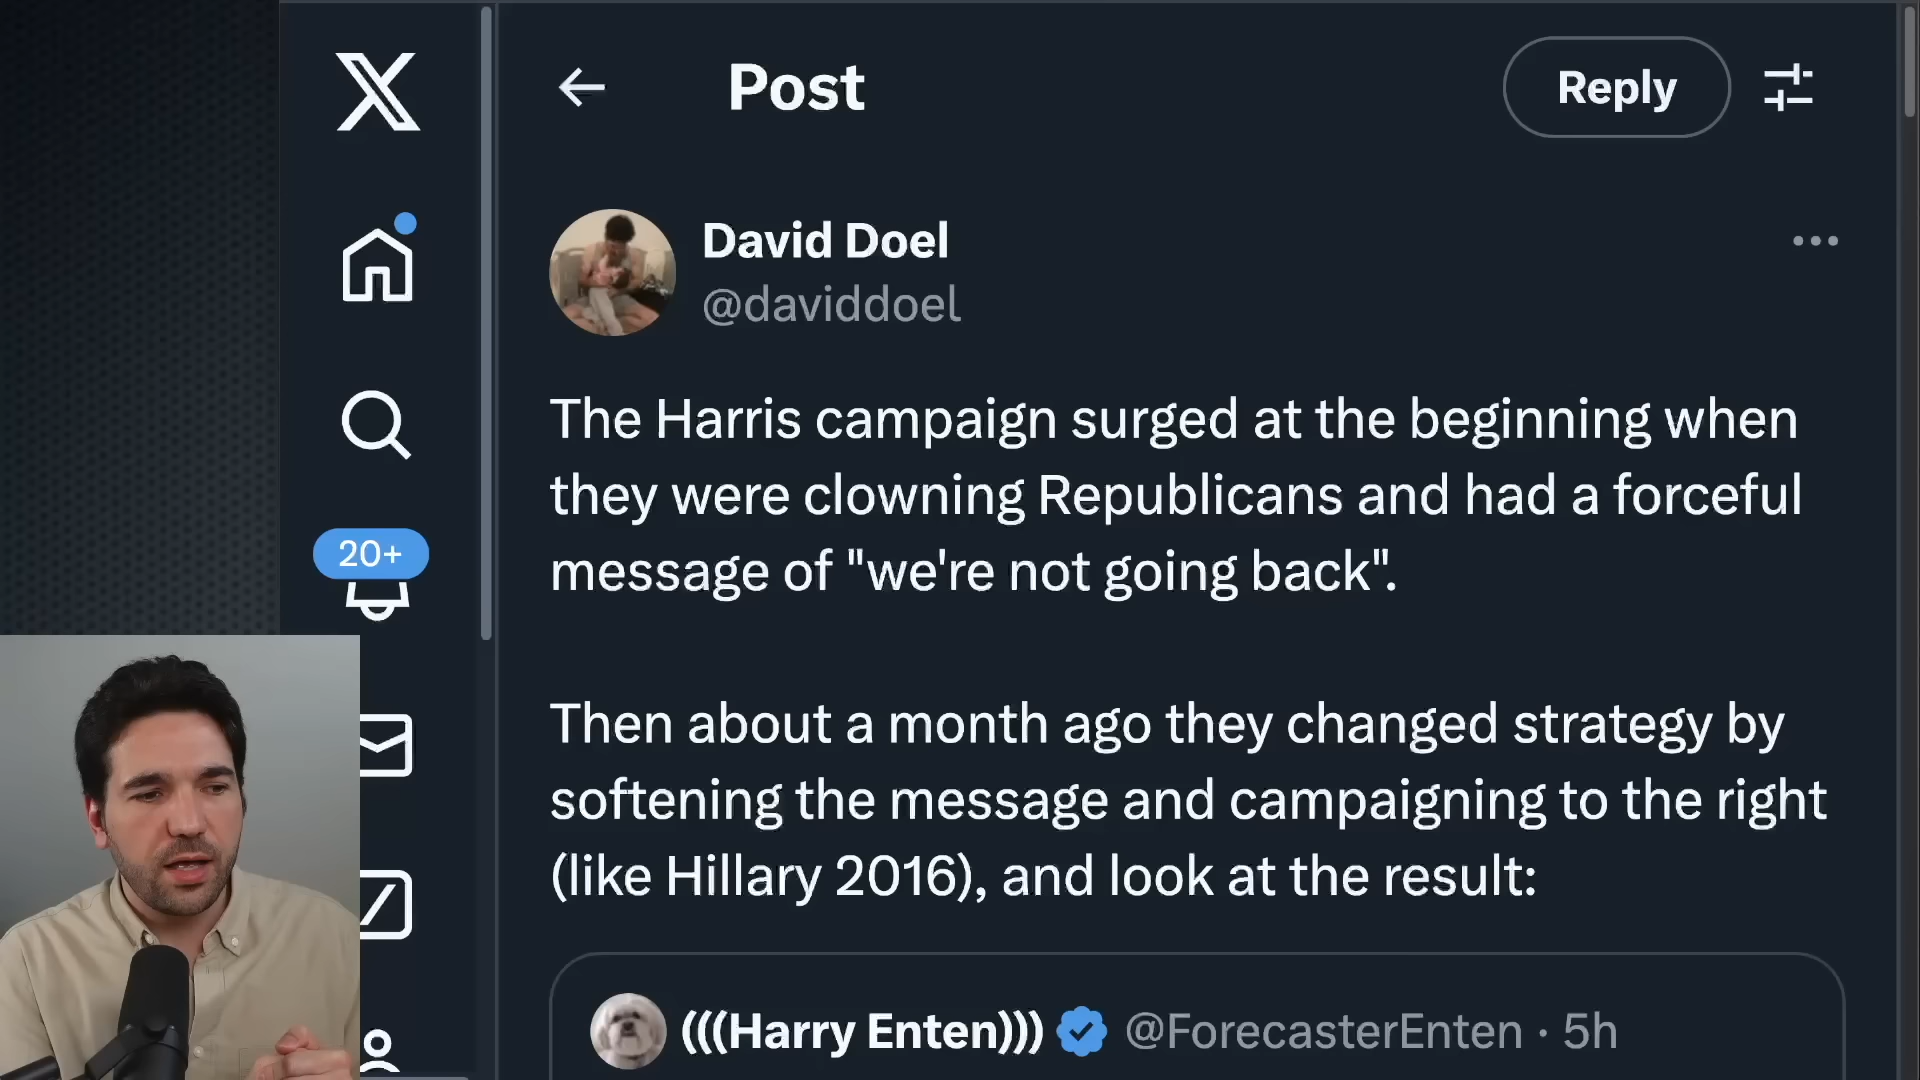 Post
Reply
David Doel
@daviddoel
The Harris campaign surged at the beginning when
they were clowning Republicans and had a forceful
message of "we're not going back".
20+
Then about a month ago they changed strategy by
softening the message and campaigning to the right
(like Hillary 2016), and look at the result:
(((Harry Enten))) @ForecasterEnten · 5h